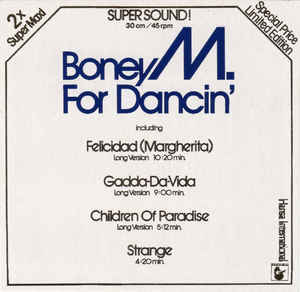 2x
Super Maxi
SUPER SOUND!
30 cm / 45 rpm
Special Price
Limited Edition
Boney M.
For Dancin'
including
Felicidad (Margherita)
Long Version 10:20 min.
Gadda-Da-Vida
Long Version 9:00 min.
Children Of Paradise
Long Version 5:12 min.
Strange
4:20 min.
Hansa International